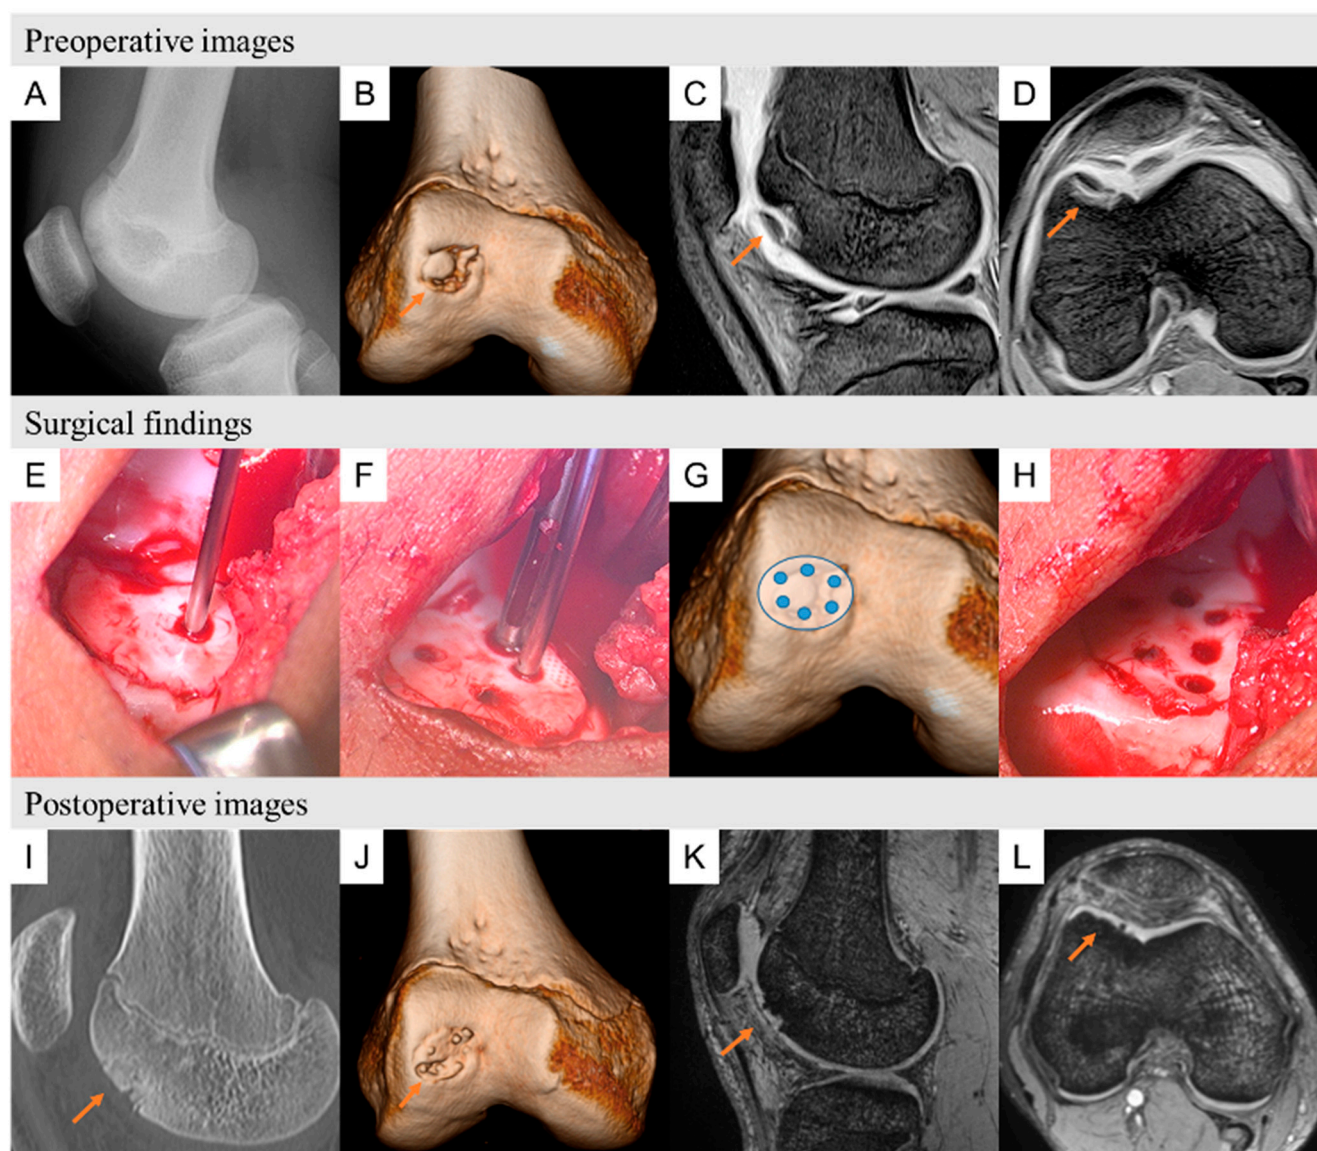 Preoperative images
A B C D
Surgical findings
E F G H
Postoperative images
I J K L